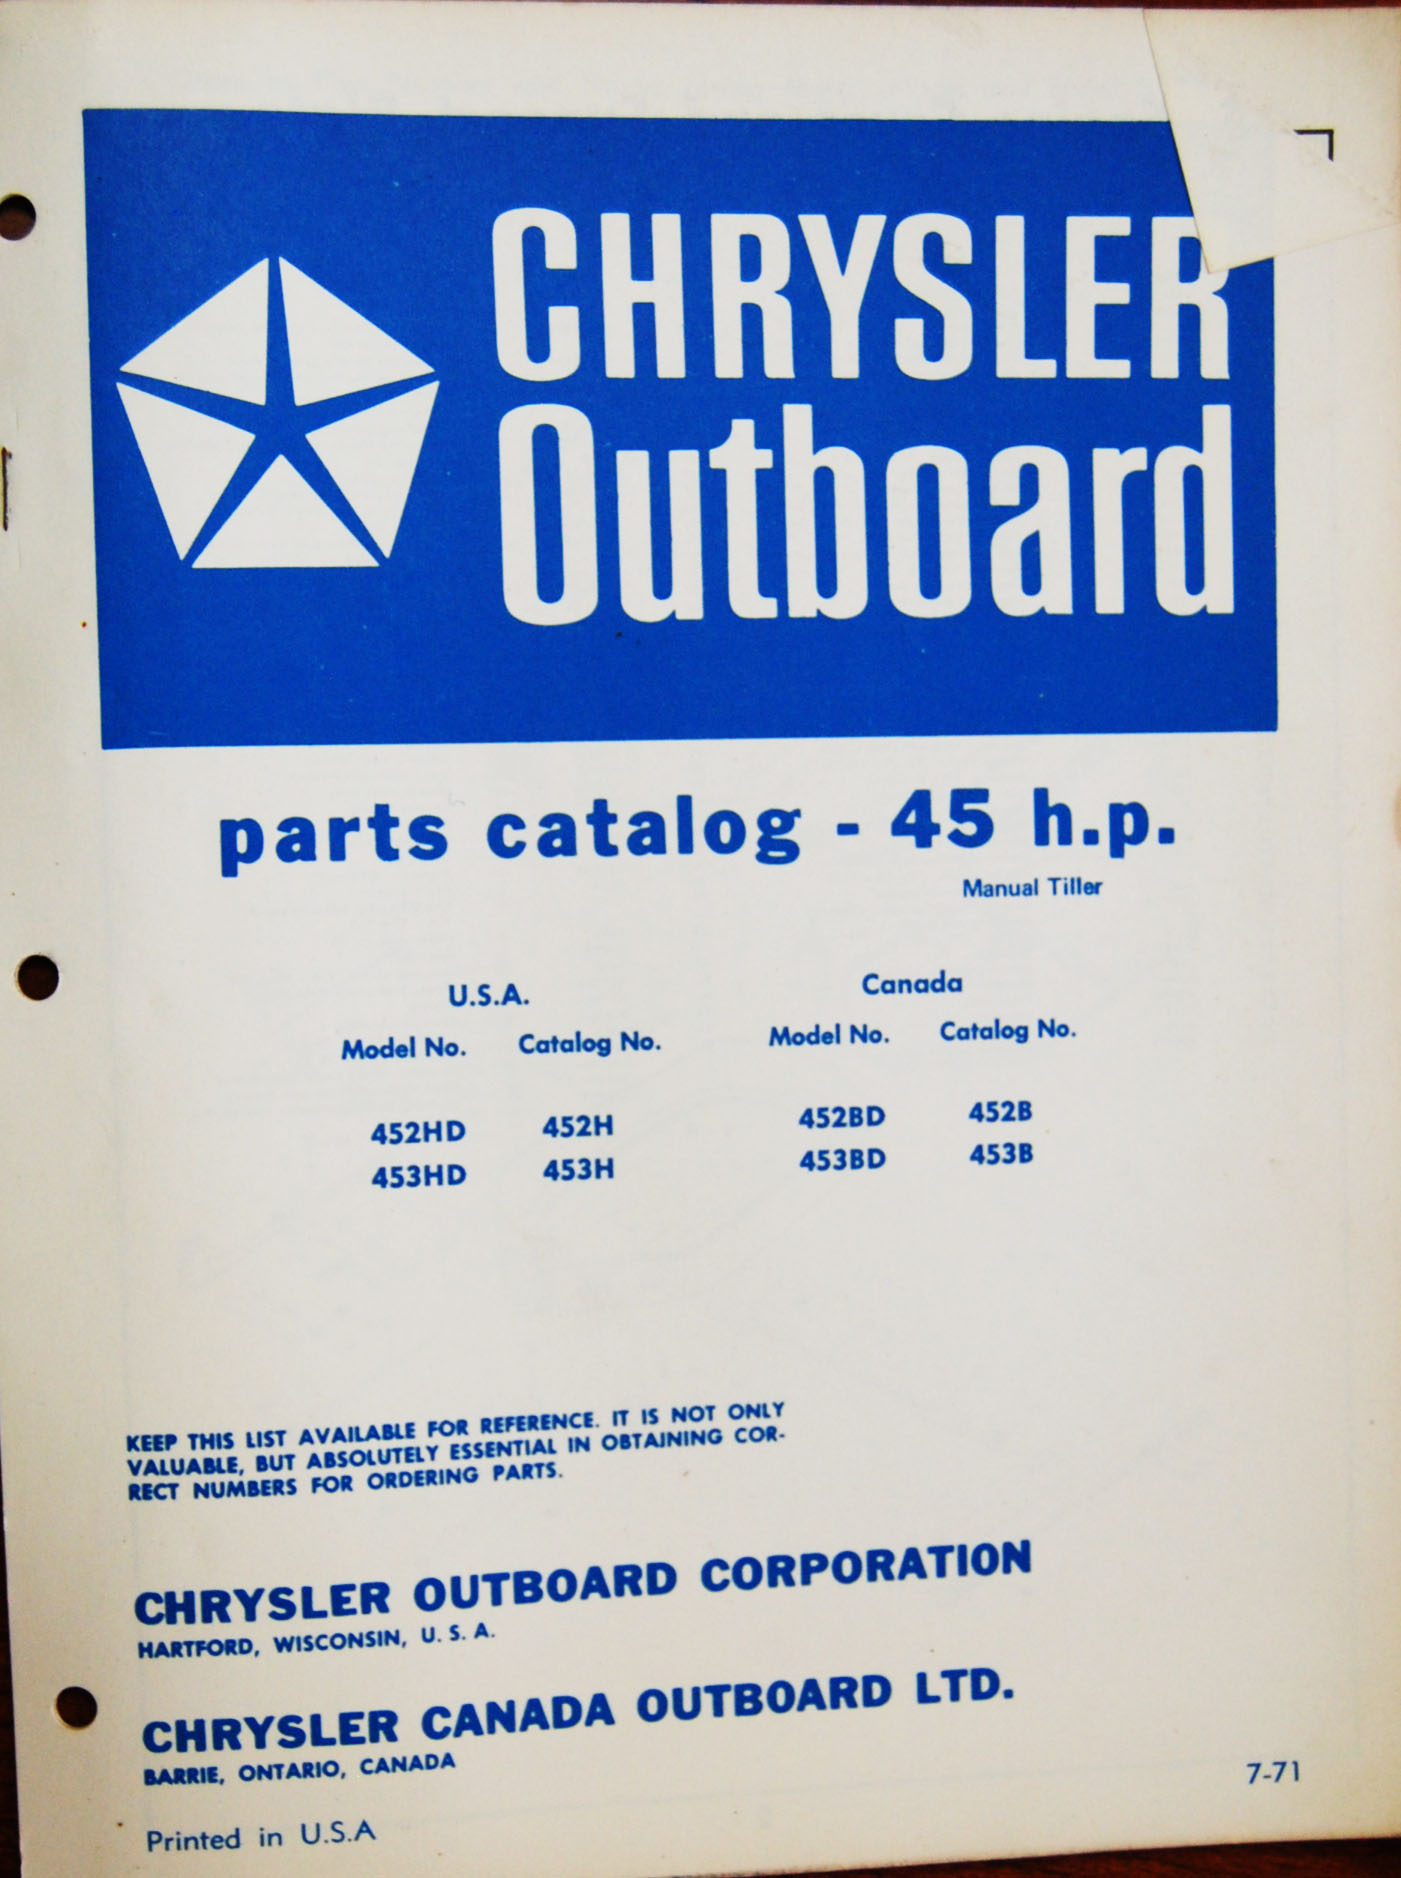 CHRYSLER
Outboard
parts catalog - 45 h.p.
Manual Tiller
U.S.A. Canada
Model No. Catalog No. Model No. Catalog No.
452HD 452H 452BD 452B
453HD 453H 453BD 453B
KEEP THIS LIST AVAILABLE FOR REFERENCE. IT IS NOT ONLY
VALUABLE, BUT ABSOLUTELY ESSENTIAL IN OBTAINING COR-
RECT NUMBERS FOR ORDERING PARTS.
CHRYSLER OUTBOARD CORPORATION
HARTFORD, WISCONSIN, U. S. A.
CHRYSLER CANADA OUTBOARD LTD.
BARRIE, ONTARIO, CANADA
7-71
Printed in U.S.A